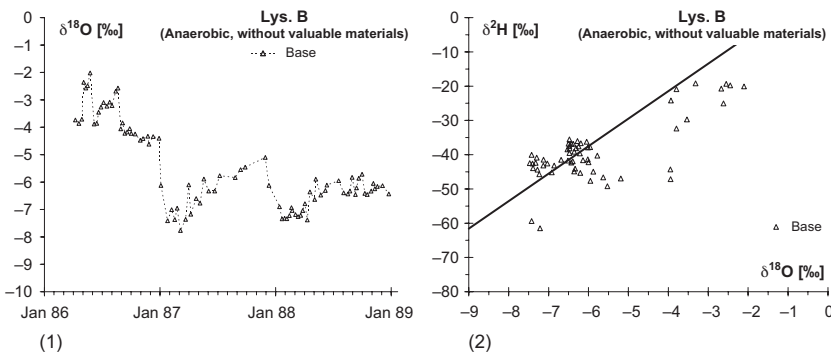 δ18O [‰]
Lys. B
(Anaerobic, without valuable materials)
Base
0
–1
–2
–3
–4
–5
–6
–7
–8
–9
–10
Jan 86
Jan 87
Jan 88
Jan 89
(1)
δ2H [‰]
Lys. B
(Anaerobic, without valuable materials)
0
–10
–20
–30
–40
–50
–60
–70
–80
Base
δ18O [‰]
–9
–8
–7
–6
–5
–4
–3
–2
–1
0
(2)